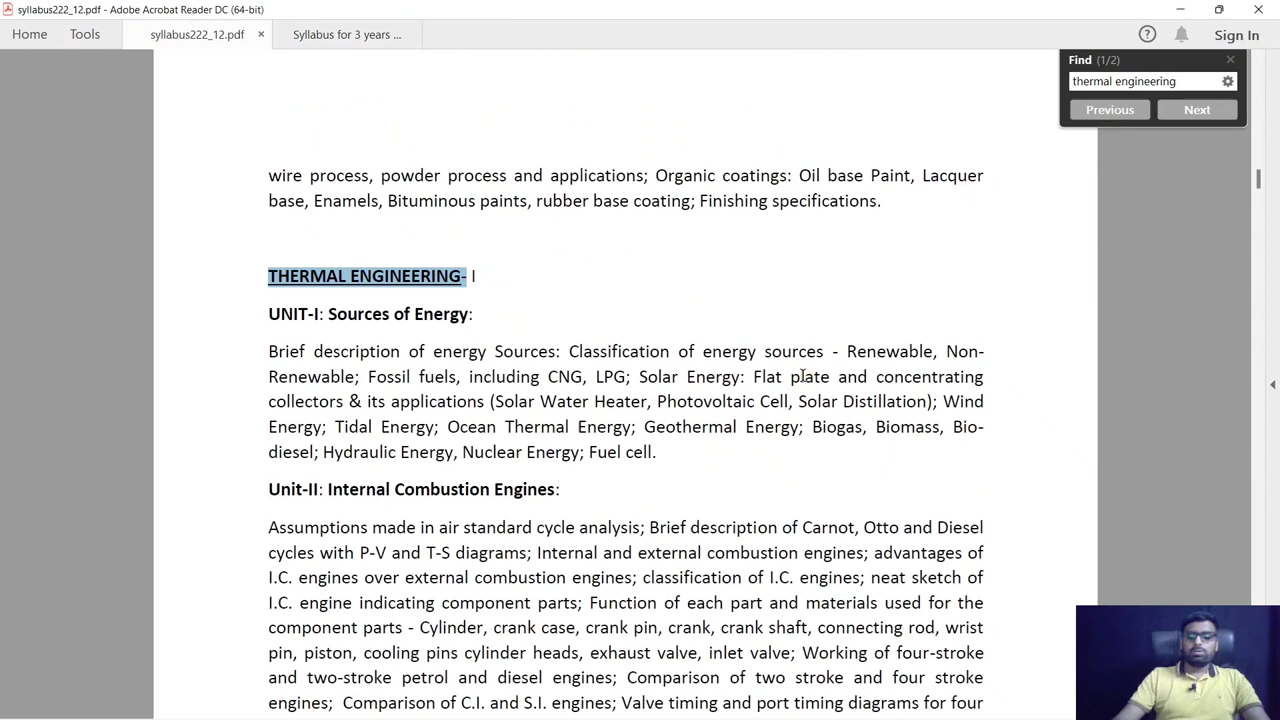 syllabus222_12.pdf - Adobe Acrobat Reader DC (64-bit)
Home Tools syllabus222_12.pdf × Syllabus for 3 years ... Sign In
Find (1/2)
thermal engineering
Previous Next
wire process, powder process and applications; Organic coatings: Oil base Paint, Lacquer
base, Enamels, Bituminous paints, rubber base coating; Finishing specifications.
THERMAL ENGINEERING- I
UNIT-I: Sources of Energy:
Brief description of energy Sources: Classification of energy sources - Renewable, Non-
Renewable; Fossil fuels, including CNG, LPG; Solar Energy: Flat plate and concentrating
collectors & its applications (Solar Water Heater, Photovoltaic Cell, Solar Distillation); Wind
Energy; Tidal Energy; Ocean Thermal Energy; Geothermal Energy; Biogas, Biomass, Bio-
diesel; Hydraulic Energy, Nuclear Energy; Fuel cell.
Unit-II: Internal Combustion Engines:
Assumptions made in air standard cycle analysis; Brief description of Carnot, Otto and Diesel
cycles with P-V and T-S diagrams; Internal and external combustion engines; advantages of
I.C. engines over external combustion engines; classification of I.C. engines; neat sketch of
I.C. engine indicating component parts; Function of each part and materials used for the
component parts - Cylinder, crank case, crank pin, crank, crank shaft, connecting rod, wrist
pin, piston, cooling pins cylinder heads, exhaust valve, inlet valve; Working of four-stroke
and two-stroke petrol and diesel engines; Comparison of two stroke and four stroke
engines; Comparison of C.I. and S.I. engines; Valve timing and port timing diagrams for four